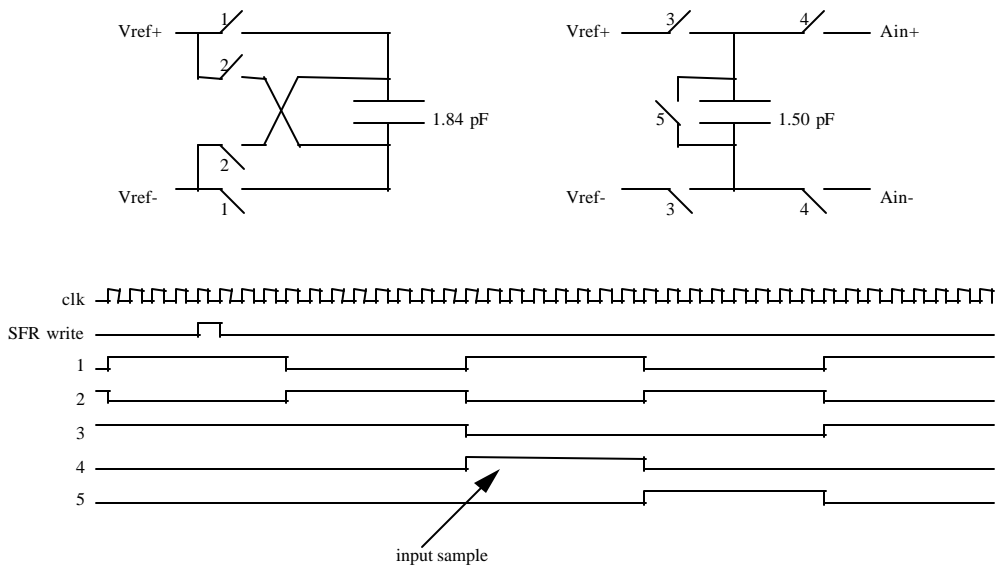 1
Vref+
2
1.84 pF
2
Vref-
1
3
4
Vref+
Ain+
5
1.50 pF
Vref-
Ain-
3
4
clk
SFR write
1
2
3
4
5
input sample